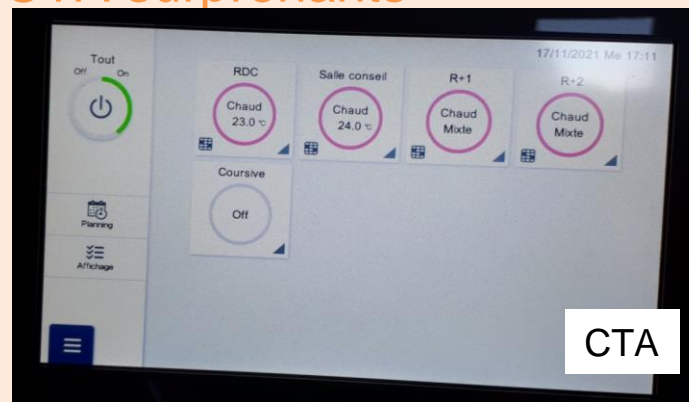 17/11/2021 Me 17:11
Tout
Off
On
RDC
Chaud
23.0 °c
Salle conseil
Chaud
24.0 °c
R+1
Chaud
Mixte
R+2
Chaud
Mixte
Coursive
Off
Planning
Affichage
CTA